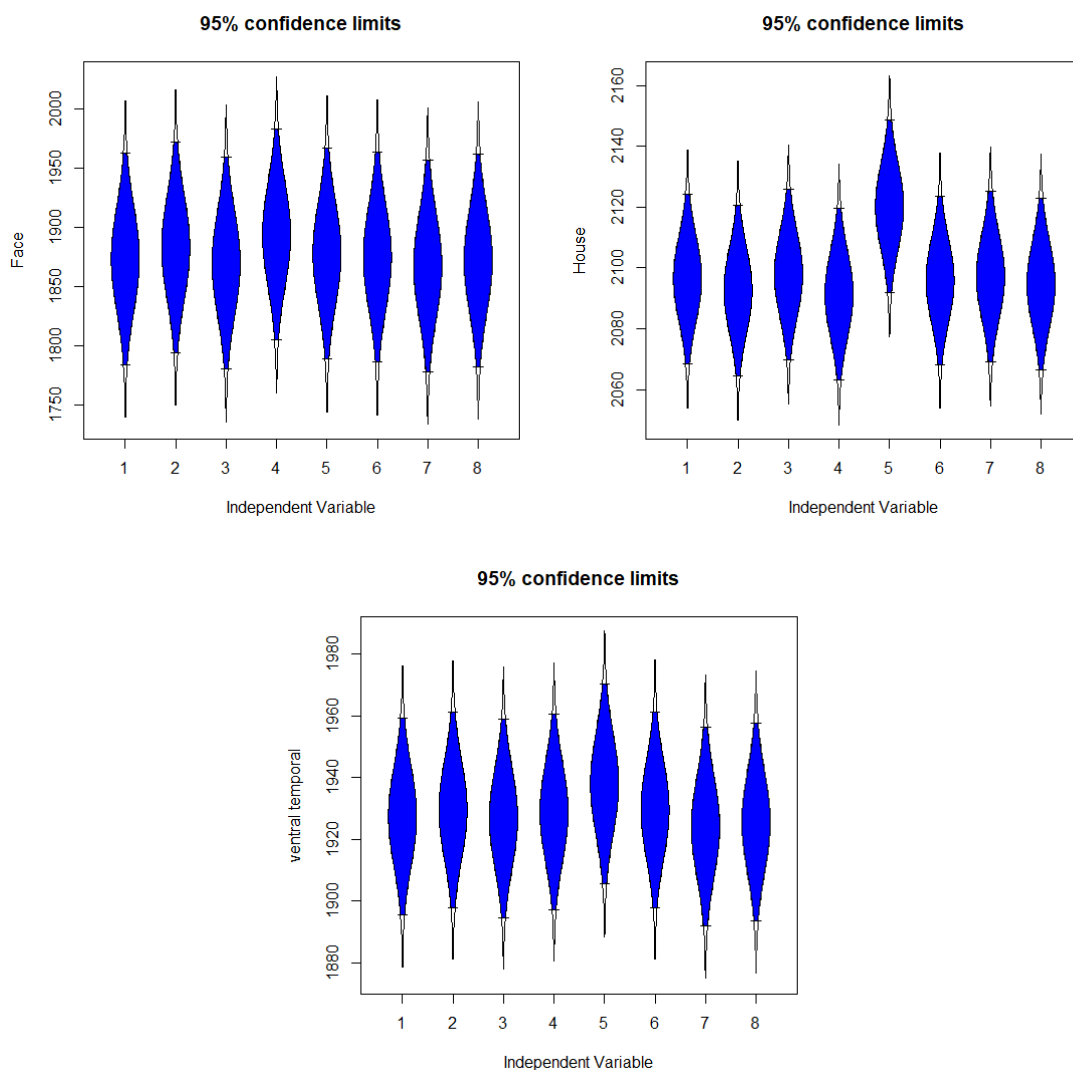 95% confidence limits
Face
2000
1950
1900
1850
1800
1750
1 2 3 4 5 6 7 8
Independent Variable
95% confidence limits
House
2160
2140
2120
2100
2080
2060
1 2 3 4 5 6 7 8
Independent Variable
95% confidence limits
ventral temporal
1980
1960
1940
1920
1900
1880
1 2 3 4 5 6 7 8
Independent Variable